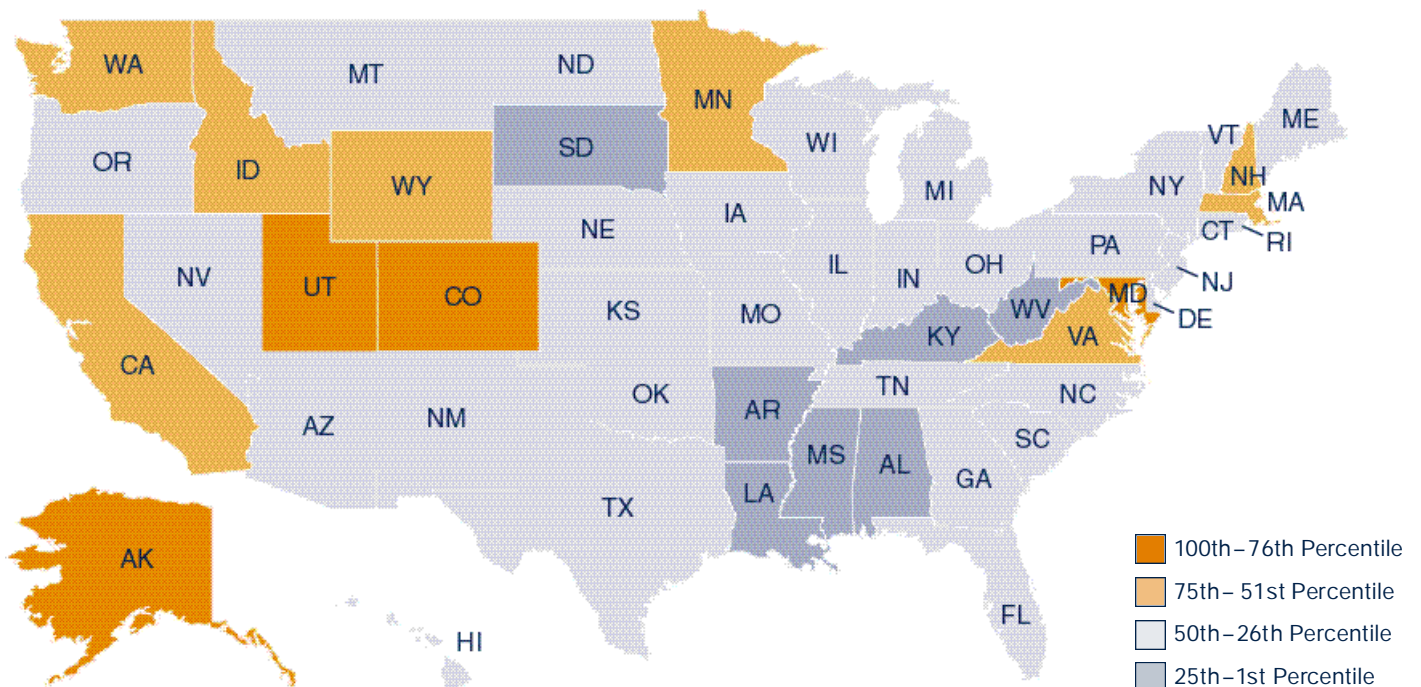 WA
MT
ND
MN
ME
VT
OR
ID
SD
WI
NH
WY
MI
NY
MA
IA
CT
RI
NE
PA
NV
UT
CO
IL
IN
OH
NJ
MD
KS
MO
WV
DE
KY
VA
CA
TN
OK
NC
AZ
NM
AR
SC
MS
AL
GA
LA
TX
AK
FL
HI
100th–76th Percentile
75th–51st Percentile
50th–26th Percentile
25th–1st Percentile